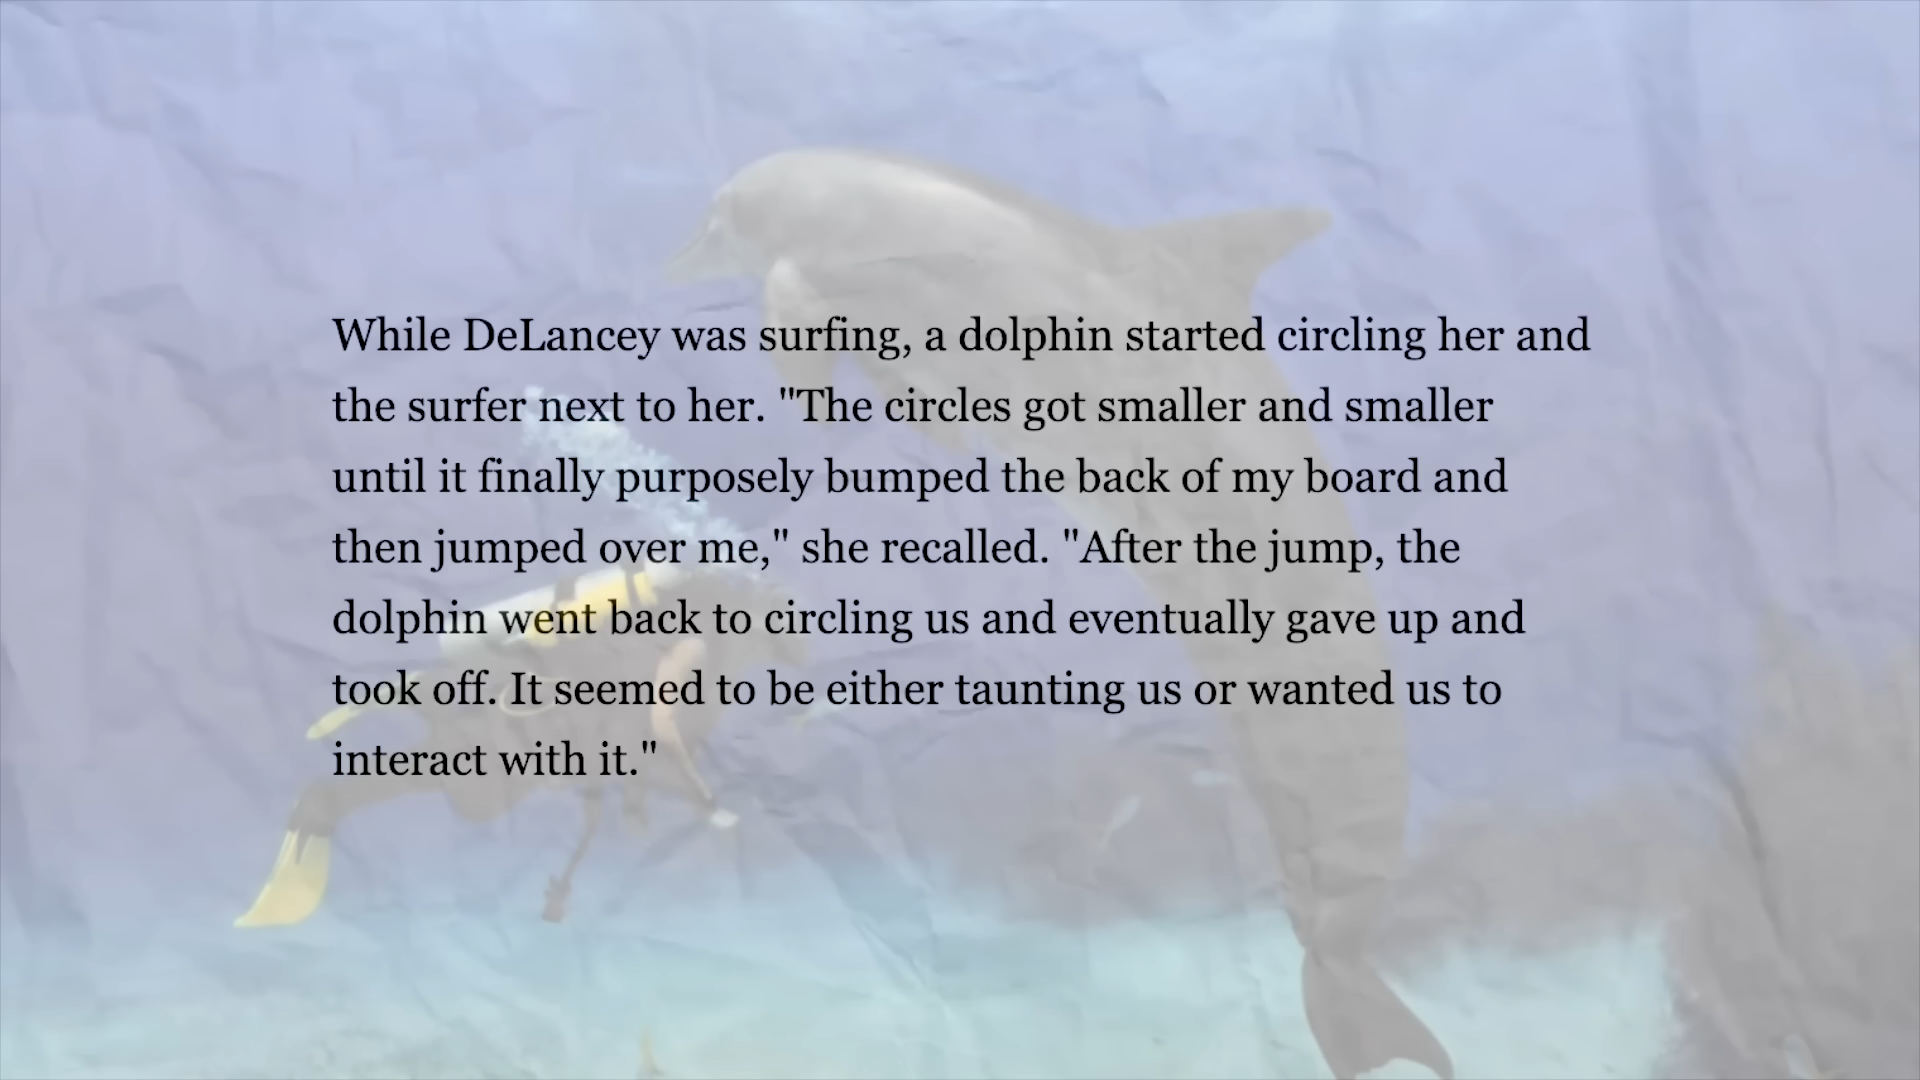 While DeLancey was surfing, a dolphin started circling her and
the surfer next to her. "The circles got smaller and smaller
until it finally purposely bumped the back of my board and
then jumped over me," she recalled. "After the jump, the
dolphin went back to circling us and eventually gave up and
took off. It seemed to be either taunting us or wanted us to
interact with it."